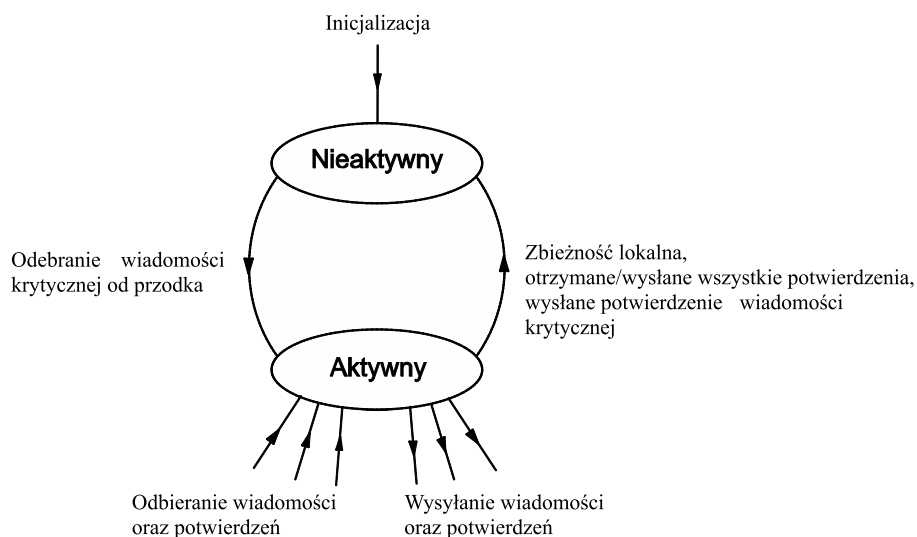 Inicjalizacja
Nieaktywny
Odebranie wiadomości
krytycznej od przodka
Zbieżność lokalna,
otrzymane/wysłane wszystkie potwierdzenia,
wysłane potwierdzenie wiadomości
krytycznej
Aktywny
Odbieranie wiadomości
oraz potwierdzeń
Wysyłanie wiadomości
oraz potwierdzeń